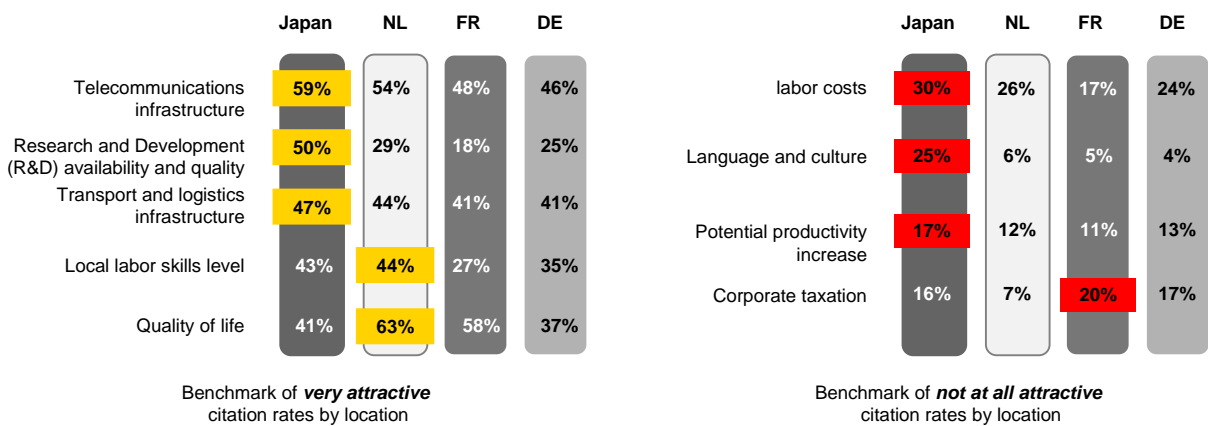 Japan NL FR DE
Telecommunications
infrastructure
59% 54% 48% 46%
Research and Development
(R&D) availability and quality
50% 29% 18% 25%
Transport and logistics
infrastructure
47% 44% 41% 41%
Local labor skills level 43% 44% 27% 35%
Quality of life 41% 63% 58% 37%
Benchmark of very attractive
citation rates by location
Japan NL FR DE
labor costs 30% 26% 17% 24%
Language and culture 25% 6% 5% 4%
Potential productivity
increase
17% 12% 11% 13%
Corporate taxation 16% 7% 20% 17%
Benchmark of not at all attractive
citation rates by location